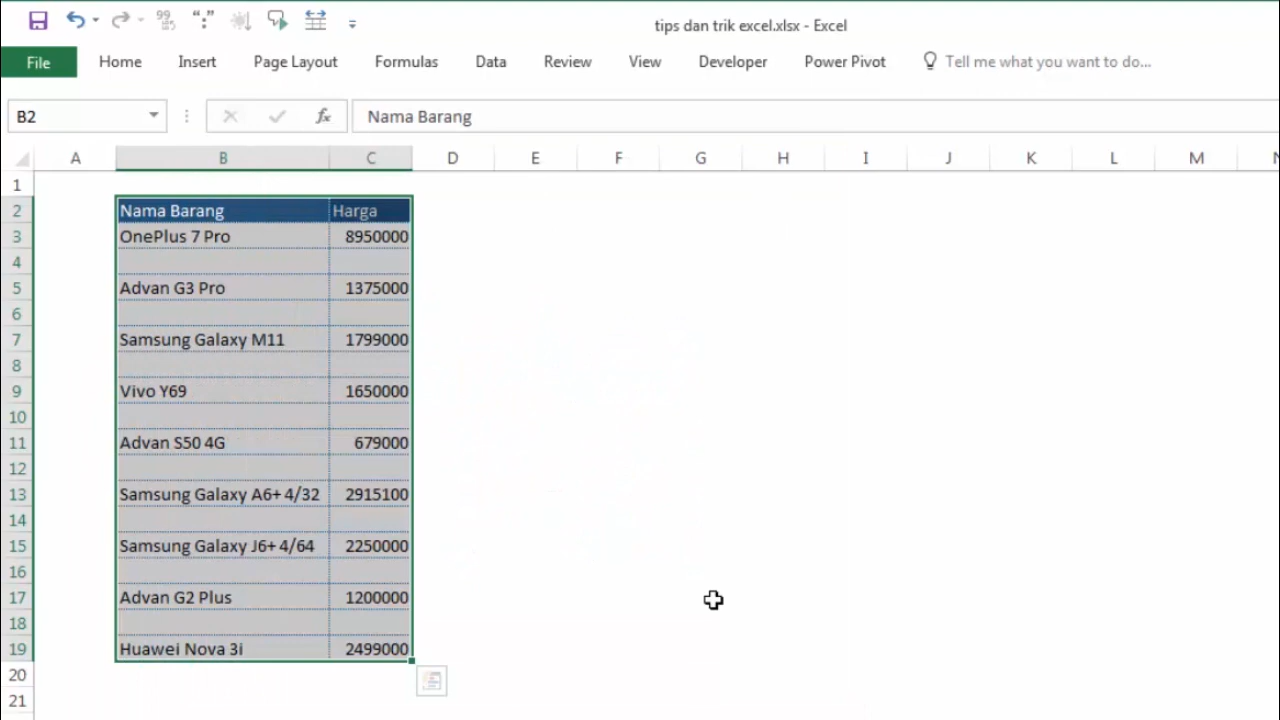 tips dan trik excel.xlsx - Excel
File Home Insert Page Layout Formulas Data Review View Developer Power Pivot Tell me what you want to do...
B2 fx Nama Barang
A B C D E F G H I J K L M
1
2 Nama Barang Harga
3 OnePlus 7 Pro 8950000
4
5 Advan G3 Pro 1375000
6
7 Samsung Galaxy M11 1799000
8
9 Vivo Y69 1650000
10
11 Advan S50 4G 679000
12
13 Samsung Galaxy A6+ 4/32 2915100
14
15 Samsung Galaxy J6+ 4/64 2250000
16
17 Advan G2 Plus 1200000
18
19 Huawei Nova 3i 2499000
20
21